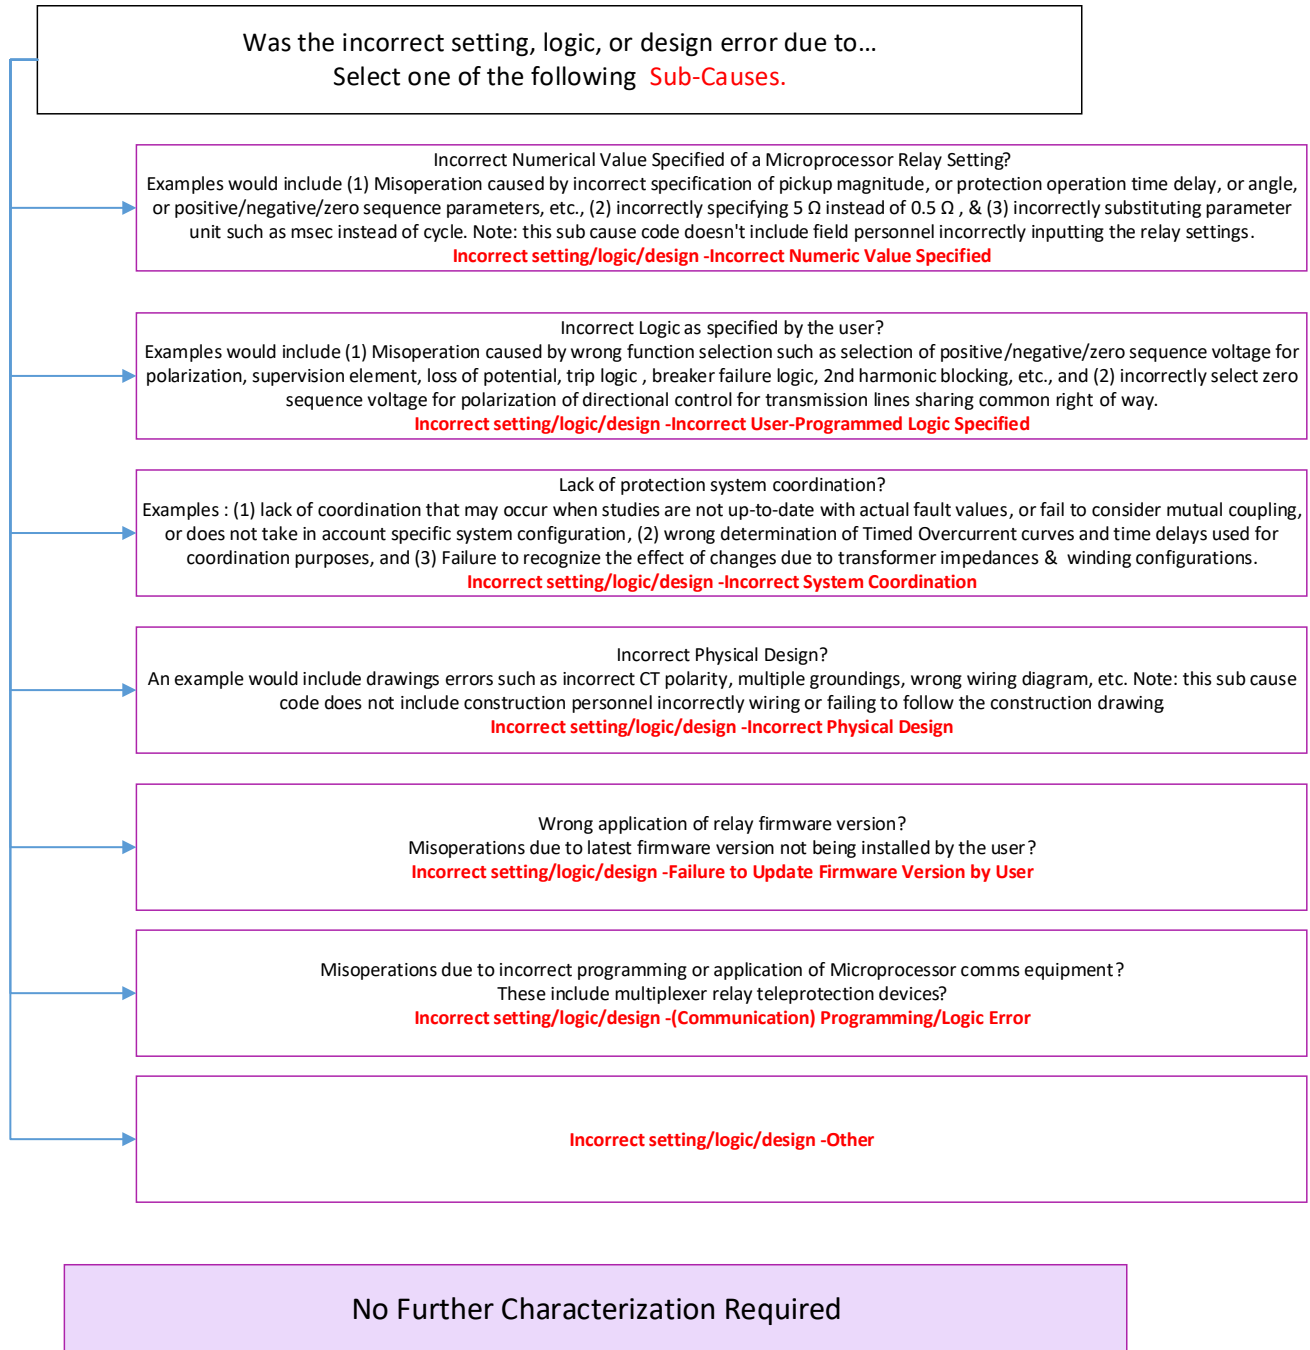 Was the incorrect setting, logic, or design error due to…
Select one of the following Sub-Causes.
Incorrect Numerical Value Specified of a Microprocessor Relay Setting?
Examples would include (1) Misoperation caused by incorrect specification of pickup magnitude, or protection operation time delay, or angle,
or positive/negative/zero sequence parameters, etc., (2) incorrectly specifying 5 Ω instead of 0.5 Ω , & (3) incorrectly substituting parameter
unit such as msec instead of cycle. Note: this sub cause code doesn't include field personnel incorrectly inputting the relay settings.
Incorrect setting/logic/design -Incorrect Numeric Value Specified
Incorrect Logic as specified by the user?
Examples would include (1) Misoperation caused by wrong function selection such as selection of positive/negative/zero sequence voltage for
polarization, supervision element, loss of potential, trip logic , breaker failure logic, 2nd harmonic blocking, etc., and (2) incorrectly select zero
sequence voltage for polarization of directional control for transmission lines sharing common right of way.
Incorrect setting/logic/design -Incorrect User-Programmed Logic Specified
Lack of protection system coordination?
Examples : (1) lack of coordination that may occur when studies are not up-to-date with actual fault values, or fail to consider mutual coupling,
or does not take in account specific system configuration, (2) wrong determination of Timed Overcurrent curves and time delays used for
coordination purposes, and (3) Failure to recognize the effect of changes due to transformer impedances & winding configurations.
Incorrect setting/logic/design -Incorrect System Coordination
Incorrect Physical Design?
An example would include drawings errors such as incorrect CT polarity, multiple groundings, wrong wiring diagram, etc. Note: this sub cause
code does not include construction personnel incorrectly wiring or failing to follow the construction drawing
Incorrect setting/logic/design -Incorrect Physical Design
Wrong application of relay firmware version?
Misoperations due to latest firmware version not being installed by the user?
Incorrect setting/logic/design -Failure to Update Firmware Version by User
Misoperations due to incorrect programming or application of Microprocessor comms equipment?
These include multiplexer relay teleprotection devices?
Incorrect setting/logic/design -(Communication) Programming/Logic Error
Incorrect setting/logic/design -Other
No Further Characterization Required